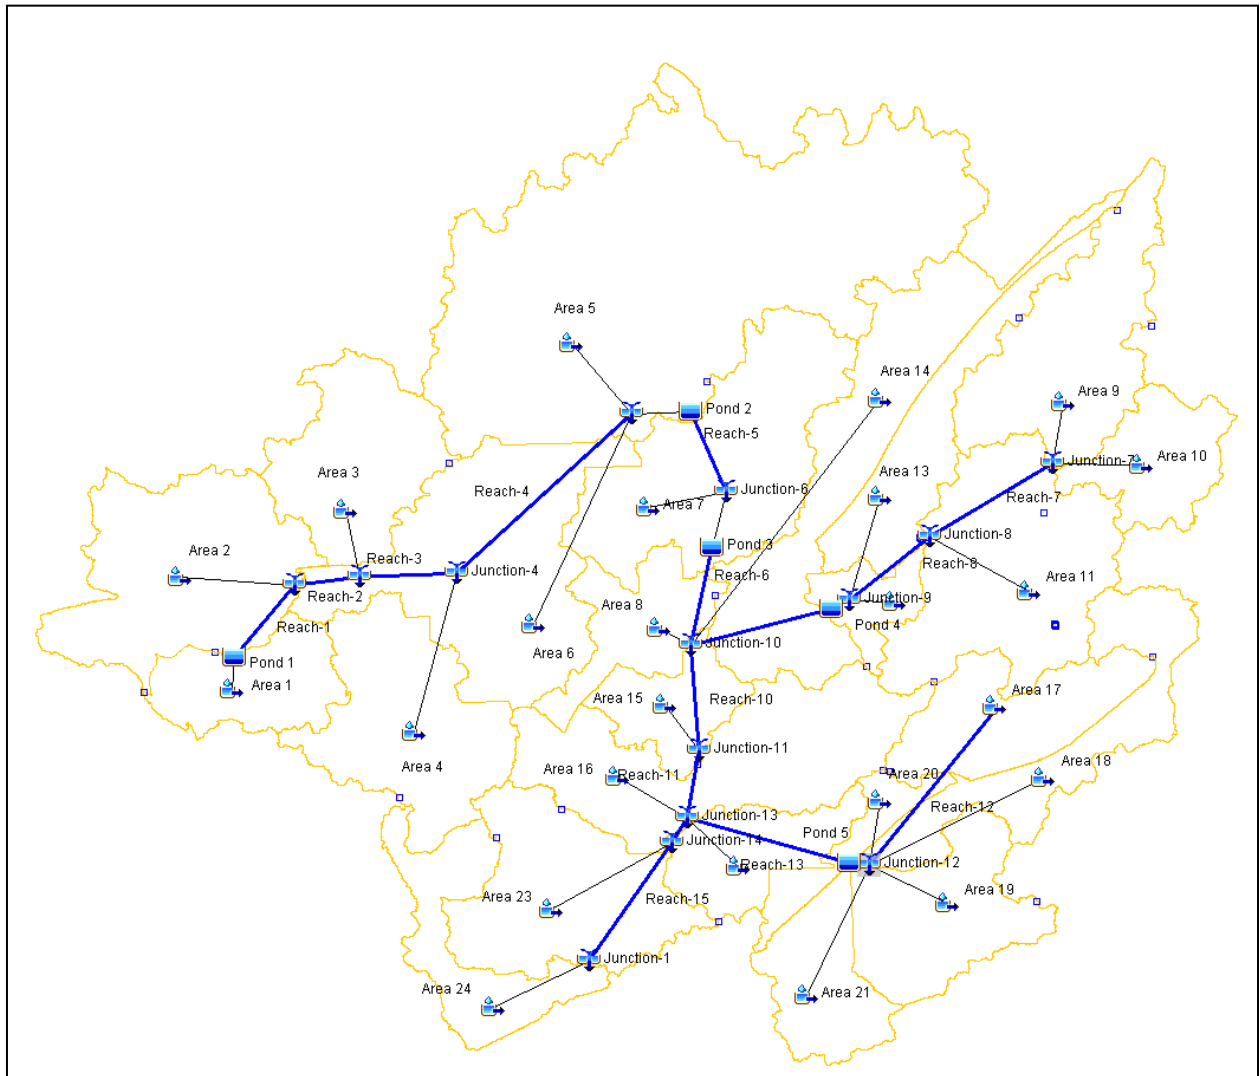 Area 5
Area 14
Area 9
Pond 2
Reach-5
Junction-7
Area 10
Area 3
Area 13
Reach-4
Junction-6
Reach-7
Area 7
Area 2
Junction-8
Pond 3
Reach-3
Reach-8
Junction-4
Reach-6
Area 11
Reach-2
Junction-9
Area 8
Pond 4
Reach-1
Junction-10
Area 6
Pond 1
Area 1
Area 17
Area 15
Reach-10
Area 4
Junction-11
Area 18
Area 16
Reach-11
Area 20
Reach-12
Junction-13
Pond 5
Junction-14
Junction-12
Reach-13
Area 19
Area 23
Reach-15
Junction-1
Area 24
Area 21